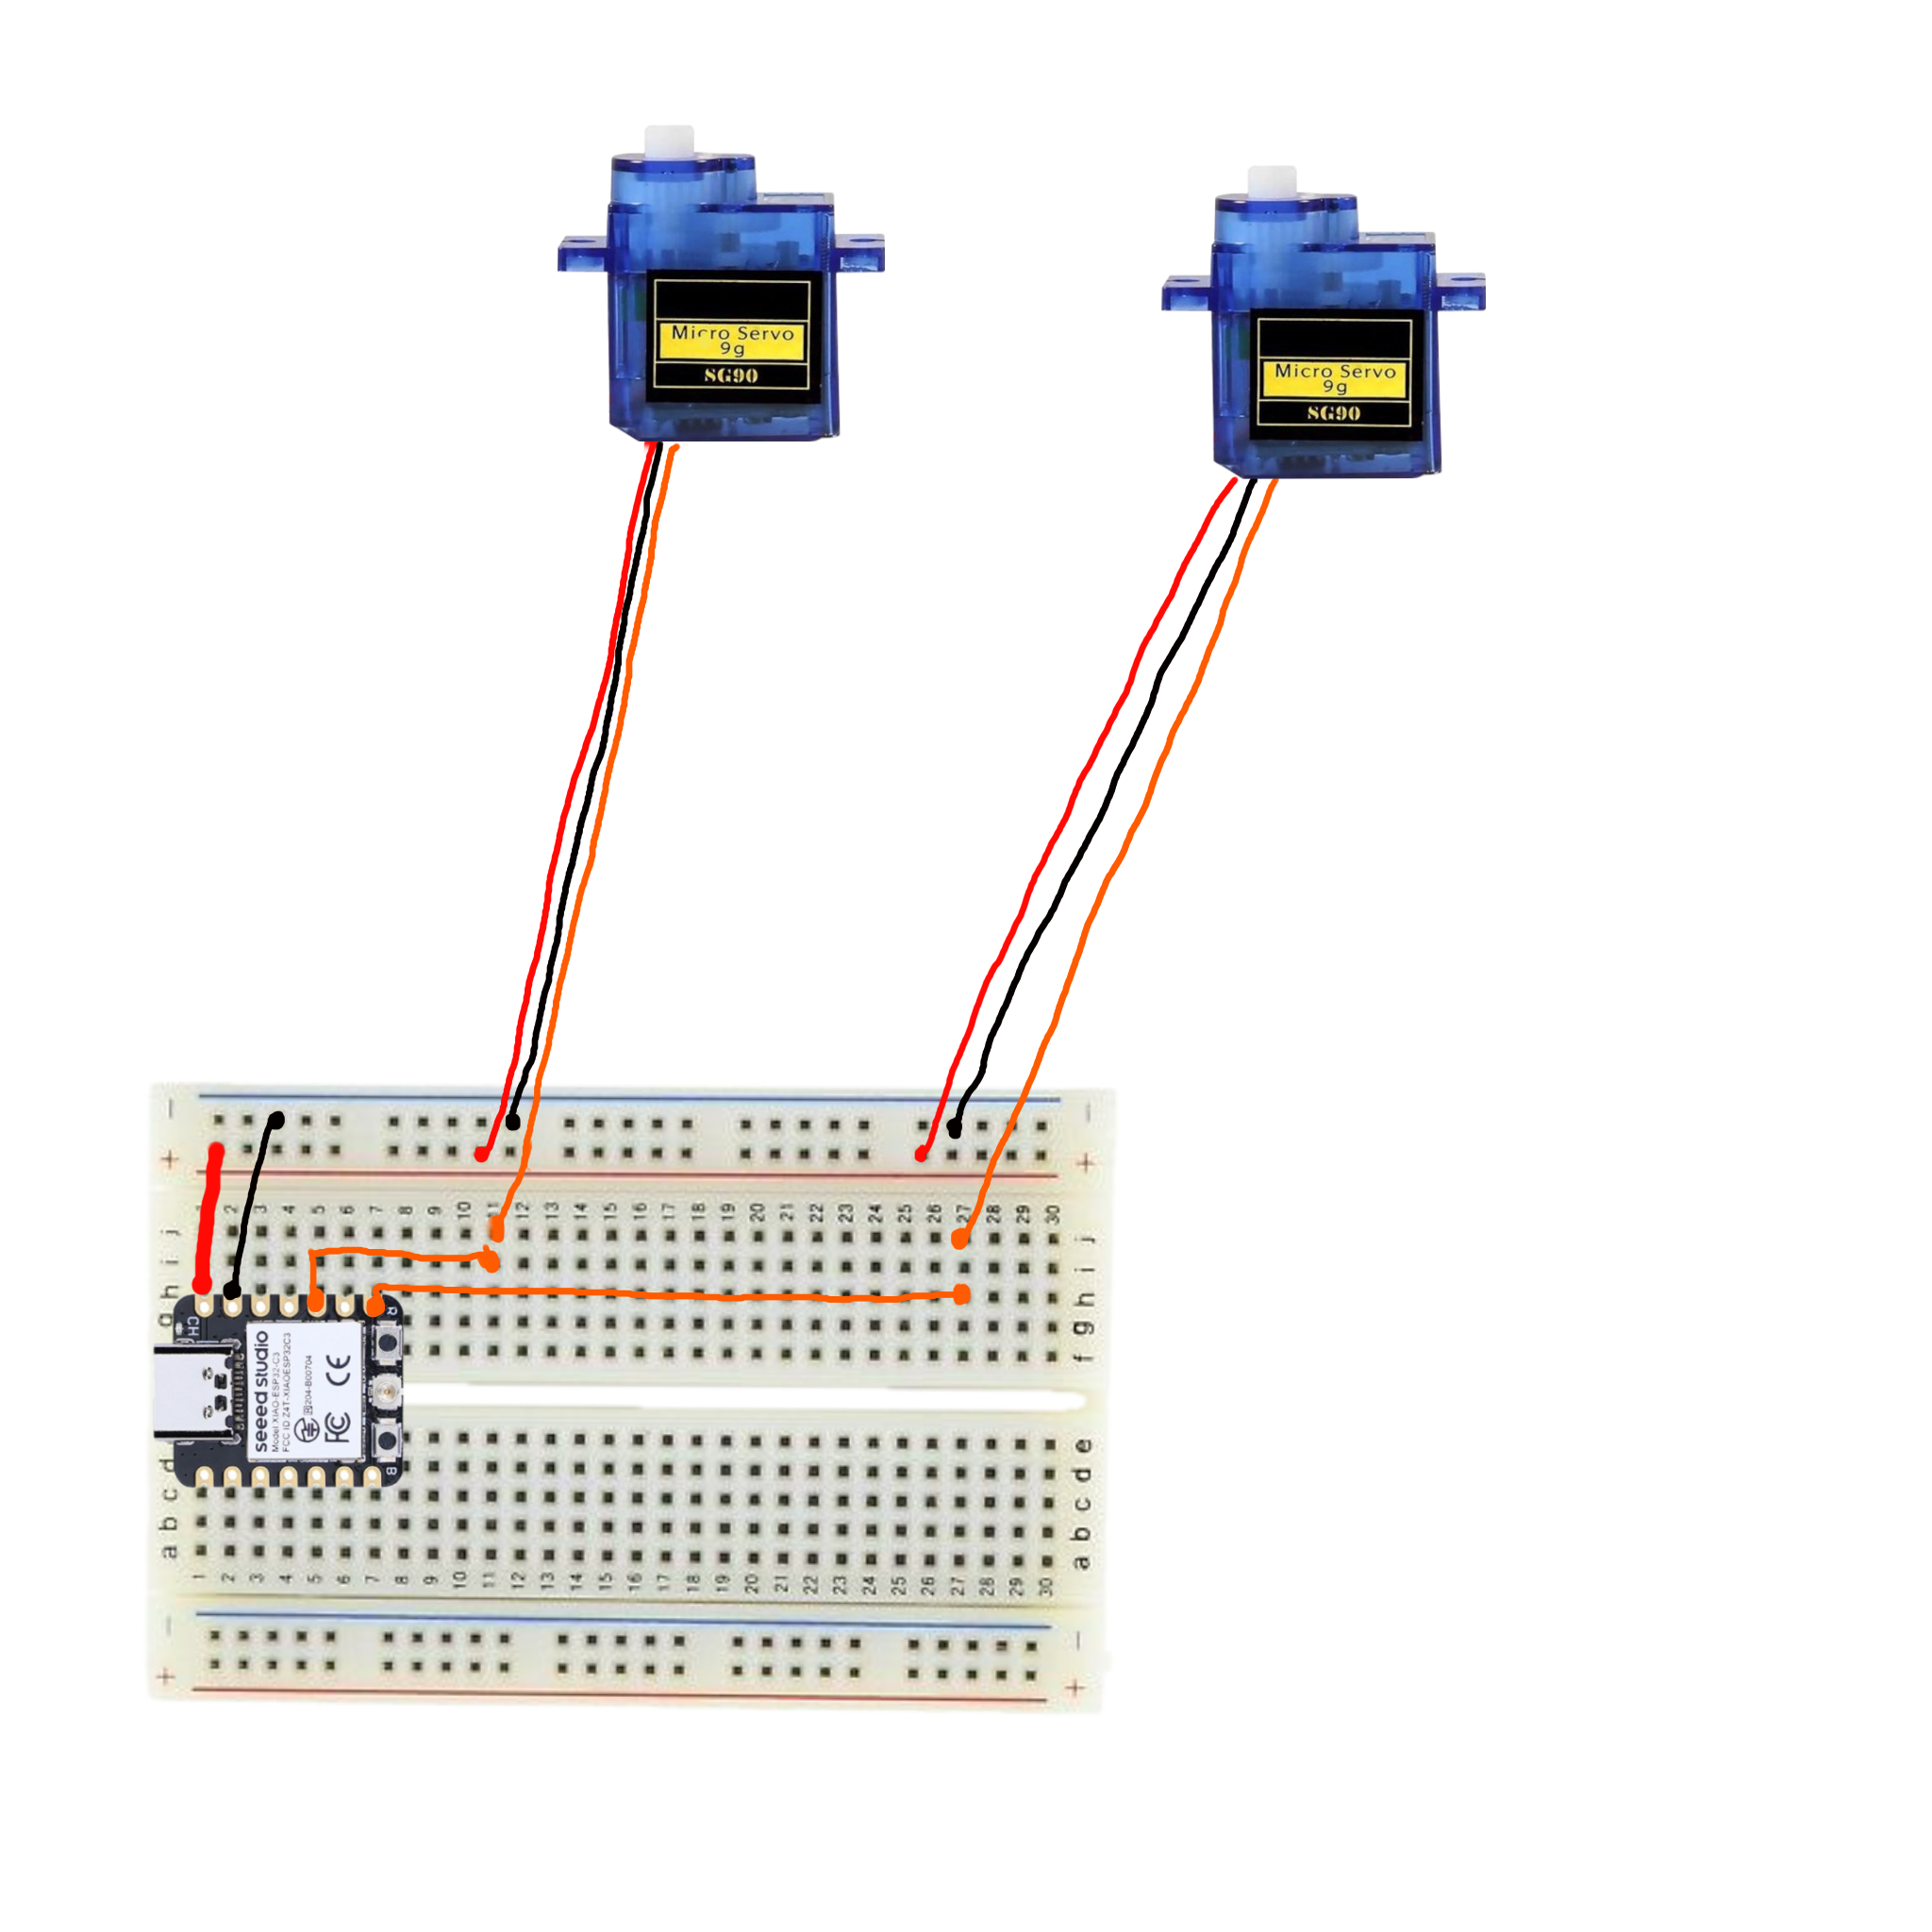 Micro Servo
9g
SG90
Micro Servo
9g
SG90
− −
+ +
1 2 3 4 5 6 7 8 9 10 11 12 13 14 15 16 17 18 19 20 21 22 23 24 25 26 27 28 29 30
j j
i i
h h
g g
f
R
CH
seeed studio
Model:XIAO-ESP32-C3
FCC ID:Z4T-XIAOESP32C3
204-B00704
CE
FC
B
e
d d
c c
b b
a a
1 2 3 4 5 6 7 8 9 10 11 12 13 14 15 16 17 18 19 20 21 22 23 24 25 26 27 28 29 30
− −
+ +